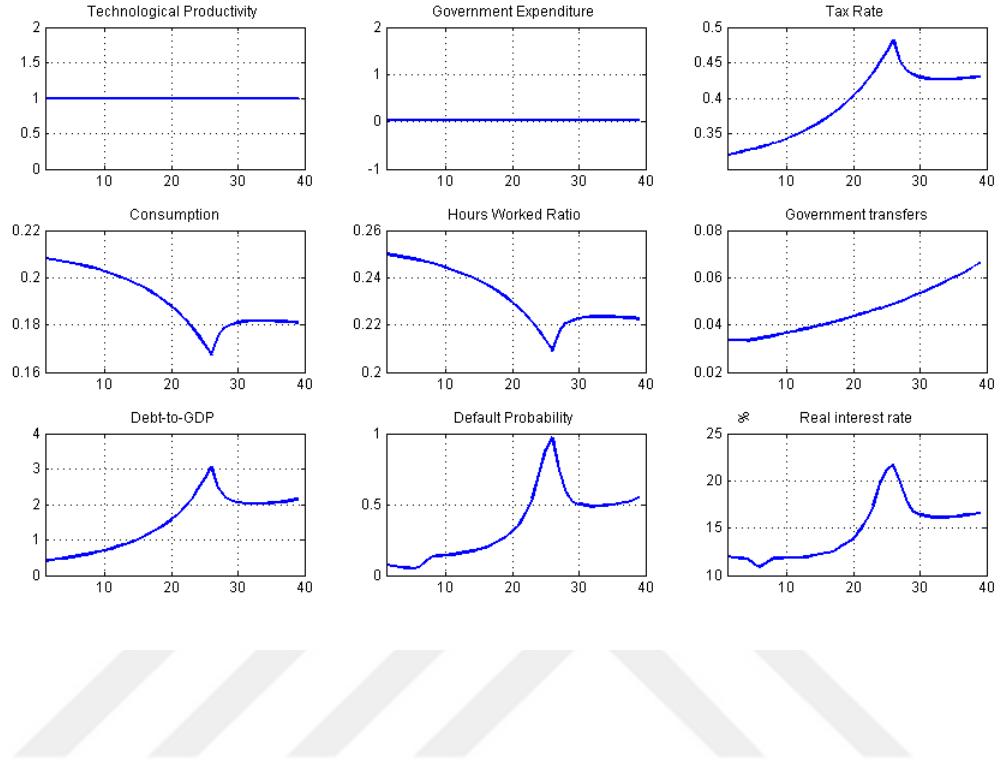 Technological Productivity
2
1.5
1
0.5
0
10 20 30 40
Government Expenditure
2
1
0
-1
10 20 30 40
Tax Rate
0.5
0.45
0.4
0.35
10 20 30 40
Consumption
0.22
0.2
0.18
0.16
10 20 30 40
Hours Worked Ratio
0.26
0.24
0.22
0.2
10 20 30 40
Government transfers
0.08
0.06
0.04
0.02
10 20 30 40
Debt-to-GDP
4
3
2
1
0
10 20 30 40
Default Probability
1
0.5
0
10 20 30 40
% Real interest rate
25
20
15
10
10 20 30 40